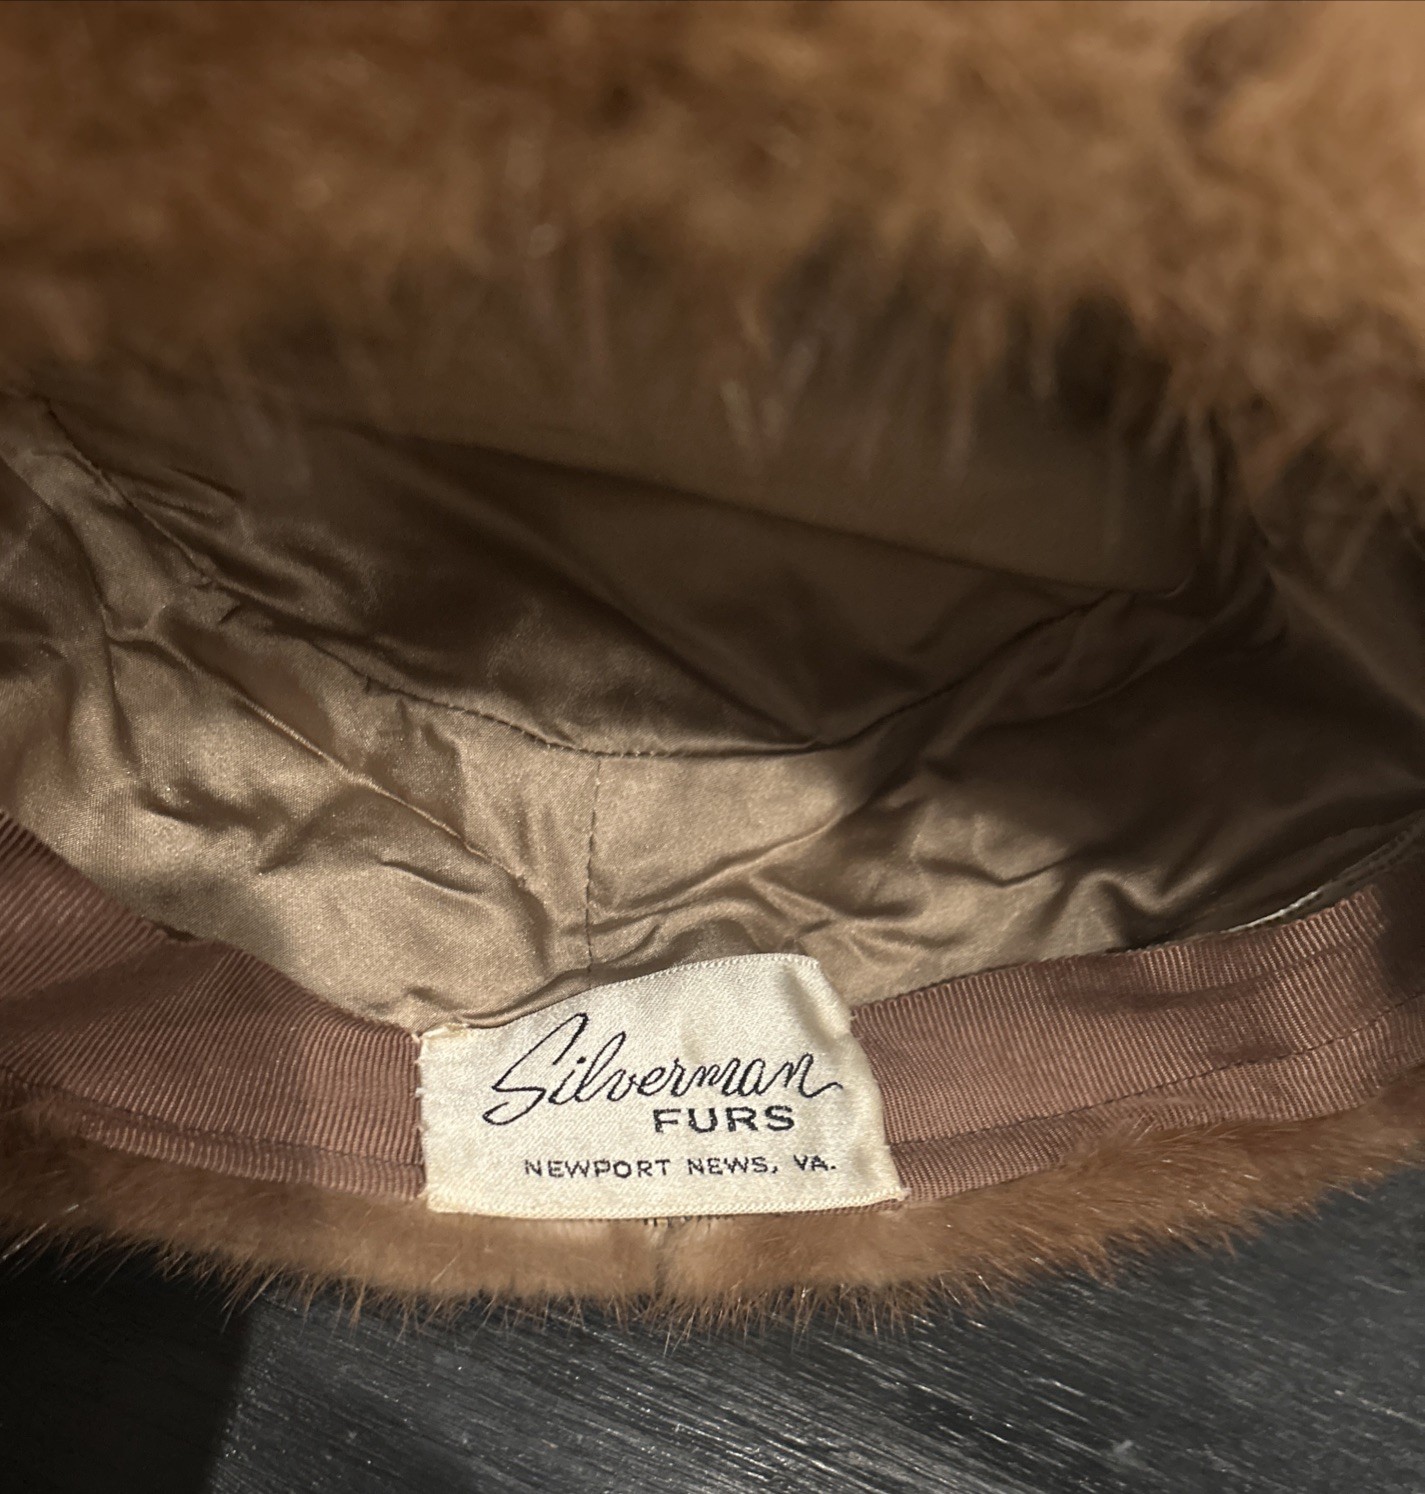 Silverman
FURS
NEWPORT NEWS, VA.